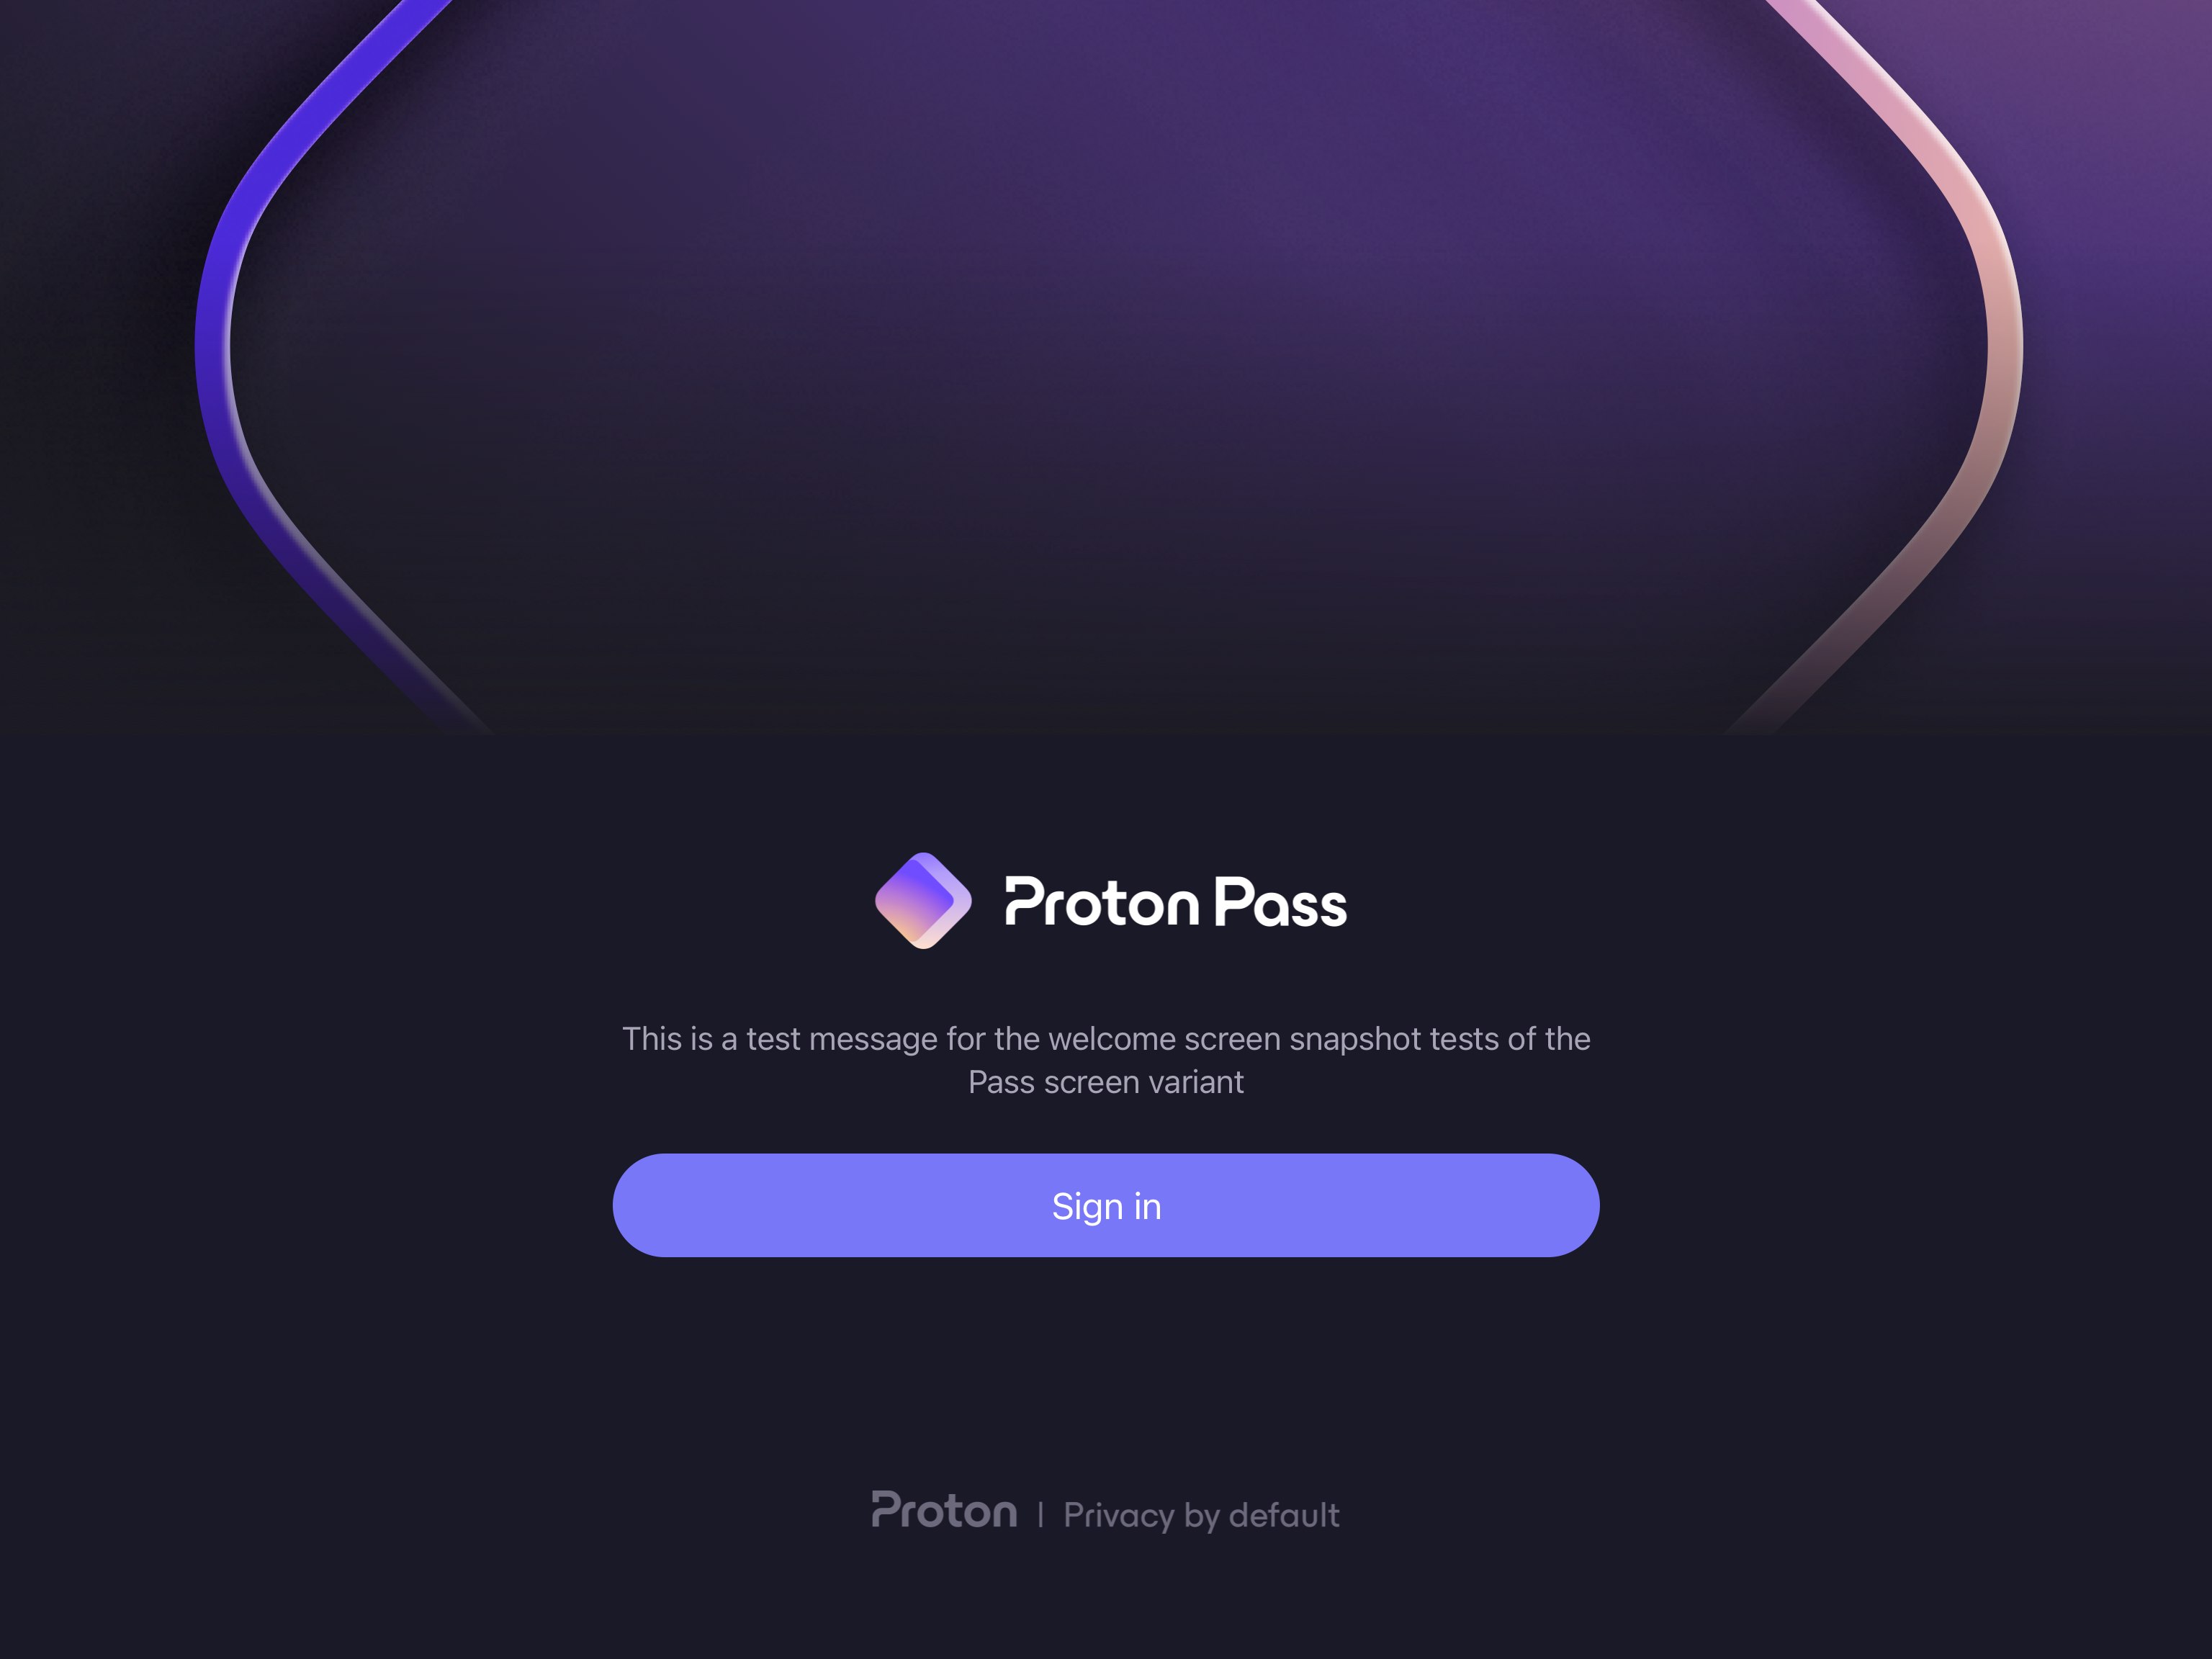 Proton Pass
This is a test message for the welcome screen snapshot tests of the
Pass screen variant
Sign in
Proton | Privacy by default